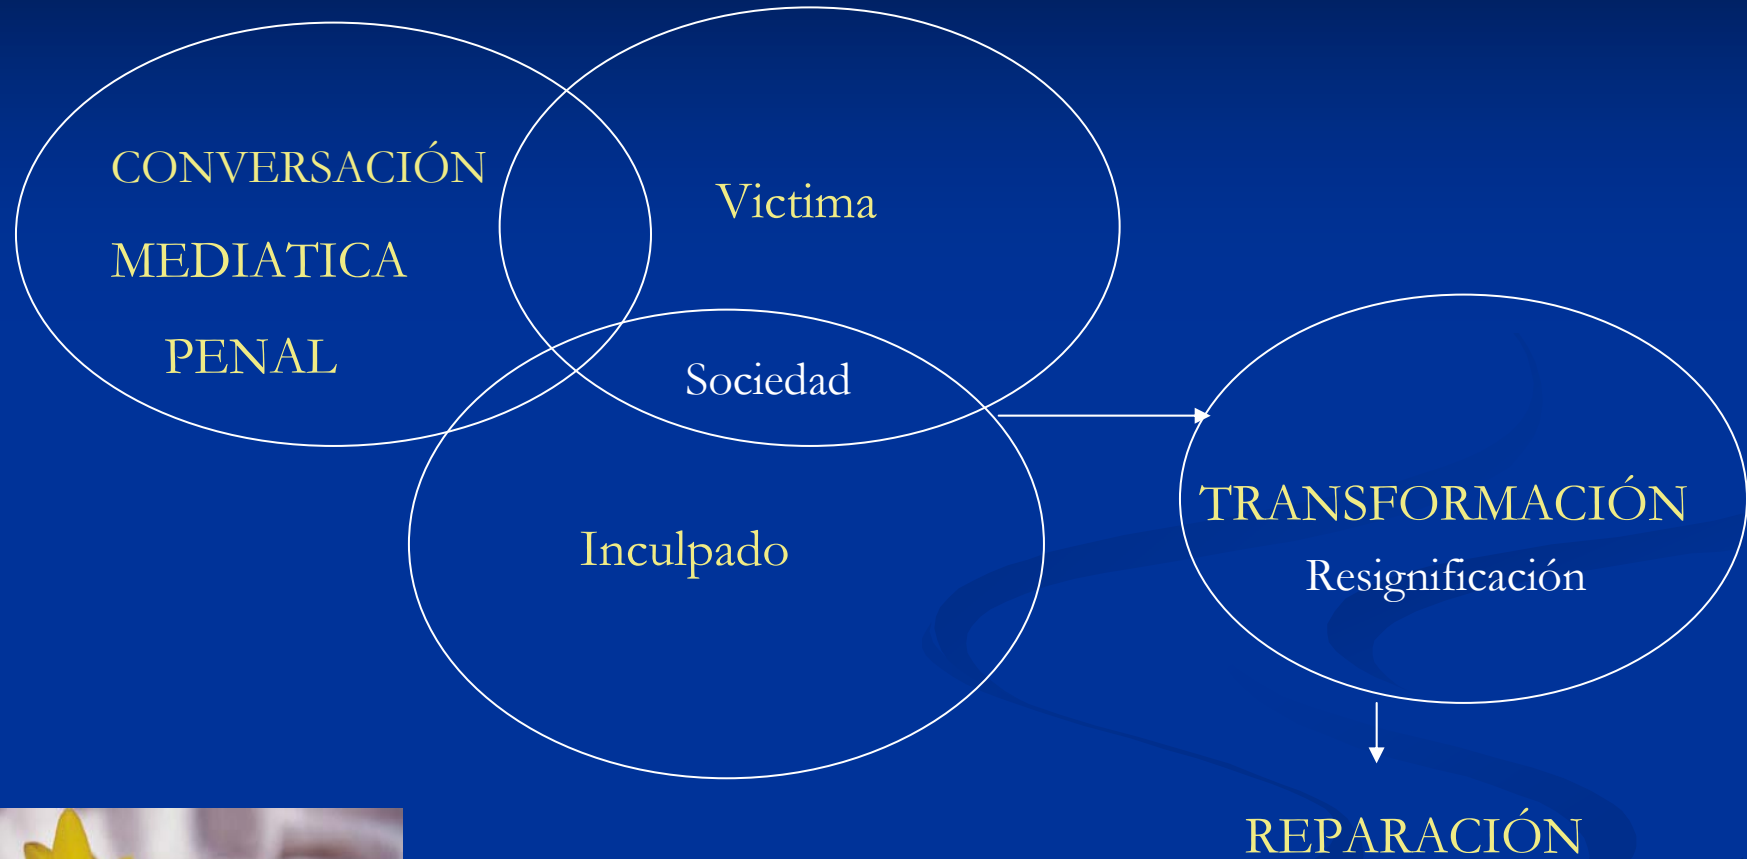 CONVERSACIÓN
MEDIATICA
PENAL
Victima
Sociedad
Inculpado
TRANSFORMACIÓN
Resignificación
REPARACIÓN